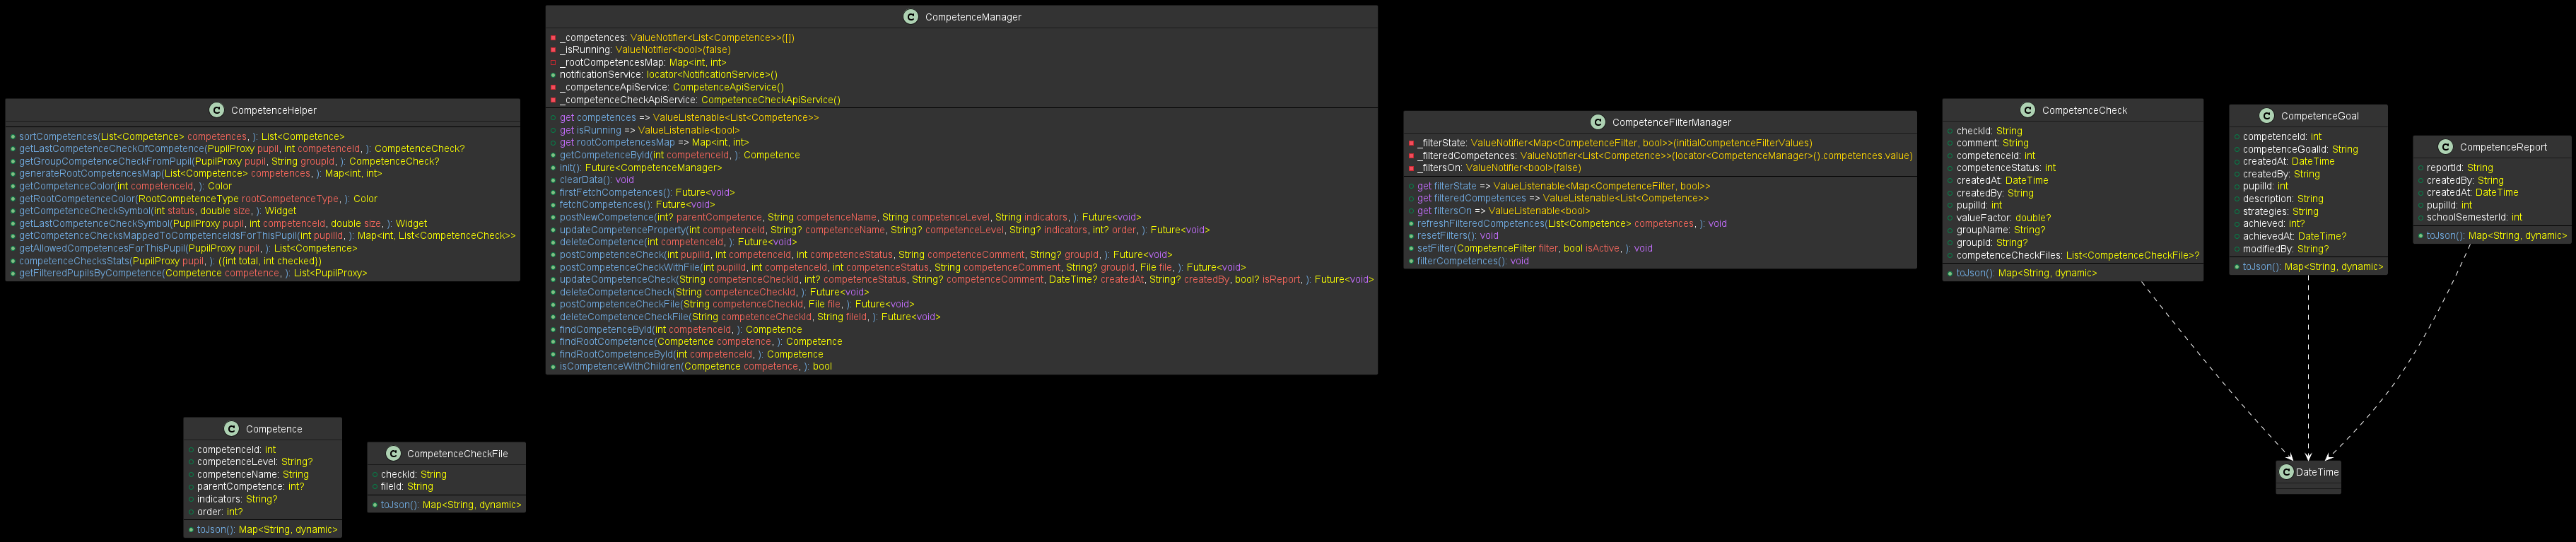 C CompetenceHelper
sortCompetences(List<Competence> competences, ): List<Competence>
getLastCompetenceCheckOfCompetence(PupilProxy pupil, int competenceId, ): CompetenceCheck?
getGroupCompetenceCheckFromPupil(PupilProxy pupil, String groupId, ): CompetenceCheck?
generateRootCompetencesMap(List<Competence> competences, ): Map<int, int>
getCompetenceColor(int competenceId, ): Color
getRootCompetenceColor(RootCompetenceType rootCompetenceType, ): Color
getCompetenceCheckSymbol(int status, double size, ): Widget
getLastCompetenceCheckSymbol(PupilProxy pupil, int competenceId, double size, ): Widget
getCompetenceChecksMappedToCompetenceIdsForThisPupil(int pupilId, ): Map<int, List<CompetenceCheck>>
getAllowedCompetencesForThisPupil(PupilProxy pupil, ): List<Competence>
competenceChecksStats(PupilProxy pupil, ): ({int total, int checked})
getFilteredPupilsByCompetence(Competence competence, ): List<PupilProxy>
C CompetenceManager
_competences: ValueNotifier<List<Competence>>([])
_isRunning: ValueNotifier<bool>(false)
_rootCompetencesMap: Map<int, int>
notificationService: locator<NotificationService>()
_competenceApiService: CompetenceApiService()
_competenceCheckApiService: CompetenceCheckApiService()
get competences => ValueListenable<List<Competence>>
get isRunning => ValueListenable<bool>
get rootCompetencesMap => Map<int, int>
getCompetenceById(int competenceId, ): Competence
init(): Future<CompetenceManager>
clearData(): void
firstFetchCompetences(): Future<void>
fetchCompetences(): Future<void>
postNewCompetence(int? parentCompetence, String competenceName, String competenceLevel, String indicators, ): Future<void>
updateCompetenceProperty(int competenceId, String? competenceName, String? competenceLevel, String? indicators, int? order, ): Future<void>
deleteCompetence(int competenceId, ): Future<void>
postCompetenceCheck(int pupilId, int competenceId, int competenceStatus, String competenceComment, String? groupId, ): Future<void>
postCompetenceCheckWithFile(int pupilId, int competenceId, int competenceStatus, String competenceComment, String? groupId, File file, ): Future<void>
updateCompetenceCheck(String competenceCheckId, int? competenceStatus, String? competenceComment, DateTime? createdAt, String? createdBy, bool? isReport, ): Future<void>
deleteCompetenceCheck(String competenceCheckId, ): Future<void>
postCompetenceCheckFile(String competenceCheckId, File file, ): Future<void>
deleteCompetenceCheckFile(String competenceCheckId, String fileId, ): Future<void>
findCompetenceById(int competenceId, ): Competence
findRootCompetence(Competence competence, ): Competence
findRootCompetenceById(int competenceId, ): Competence
isCompetenceWithChildren(Competence competence, ): bool
C CompetenceFilterManager
_filterState: ValueNotifier<Map<CompetenceFilter, bool>>(initialCompetenceFilterValues)
_filteredCompetences: ValueNotifier<List<Competence>>(locator<CompetenceManager>().competences.value)
_filtersOn: ValueNotifier<bool>(false)
get filterState => ValueListenable<Map<CompetenceFilter, bool>>
get filteredCompetences => ValueListenable<List<Competence>>
get filtersOn => ValueListenable<bool>
refreshFilteredCompetences(List<Competence> competences, ): void
resetFilters(): void
setFilter(CompetenceFilter filter, bool isActive, ): void
filterCompetences(): void
C CompetenceCheck
checkId: String
comment: String
competenceId: int
competenceStatus: int
createdAt: DateTime
createdBy: String
pupilId: int
valueFactor: double?
groupName: String?
groupId: String?
competenceCheckFiles: List<CompetenceCheckFile>?
toJson(): Map<String, dynamic>
C CompetenceGoal
competenceId: int
competenceGoalId: String
createdAt: DateTime
createdBy: String
pupilId: int
description: String
strategies: String
achieved: int?
achievedAt: DateTime?
modifiedBy: String?
toJson(): Map<String, dynamic>
C CompetenceReport
reportId: String
createdBy: String
createdAt: DateTime
pupilId: int
schoolSemesterId: int
toJson(): Map<String, dynamic>
C Competence
competenceId: int
competenceLevel: String?
competenceName: String
parentCompetence: int?
indicators: String?
order: int?
toJson(): Map<String, dynamic>
C CompetenceCheckFile
checkId: String
fileId: String
toJson(): Map<String, dynamic>
C DateTime